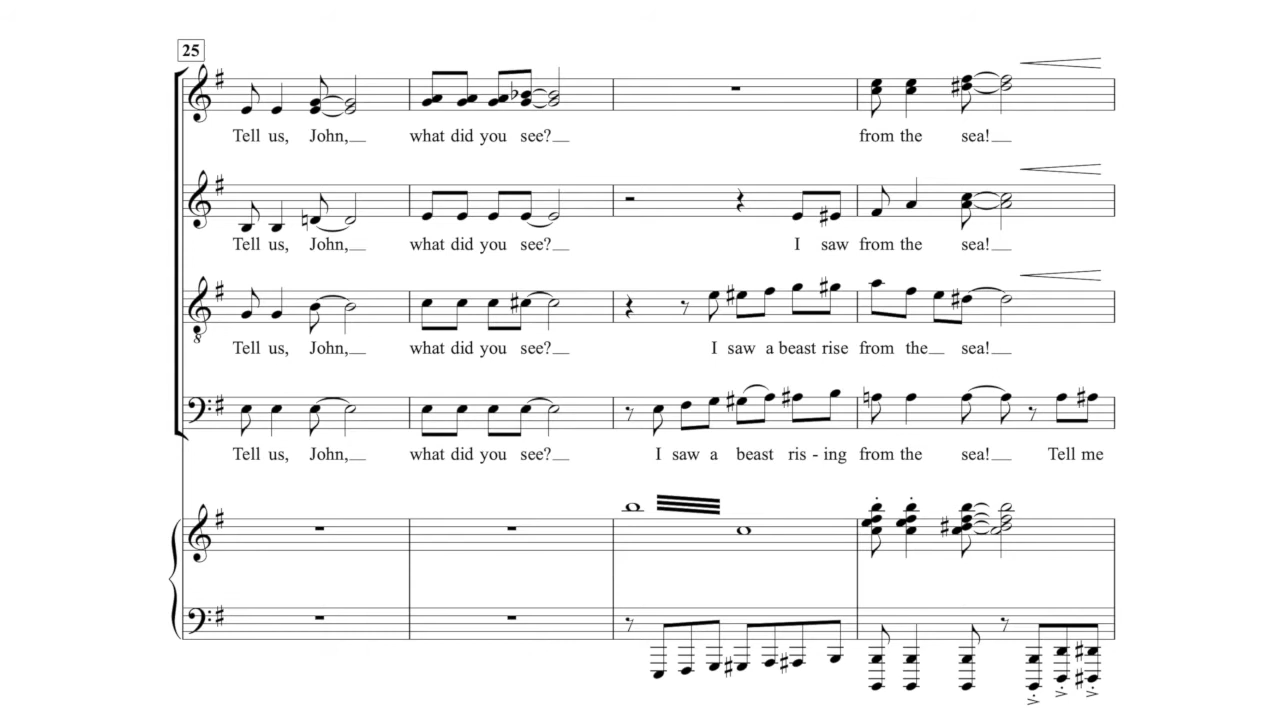 25
Tell us, John, what did you see? from the sea!
Tell us, John, what did you see? I saw from the sea!
8
Tell us, John, what did you see? I saw a beast rise from the sea!
Tell us, John, what did you see? I saw a beast ris - ing from the sea! Tell me